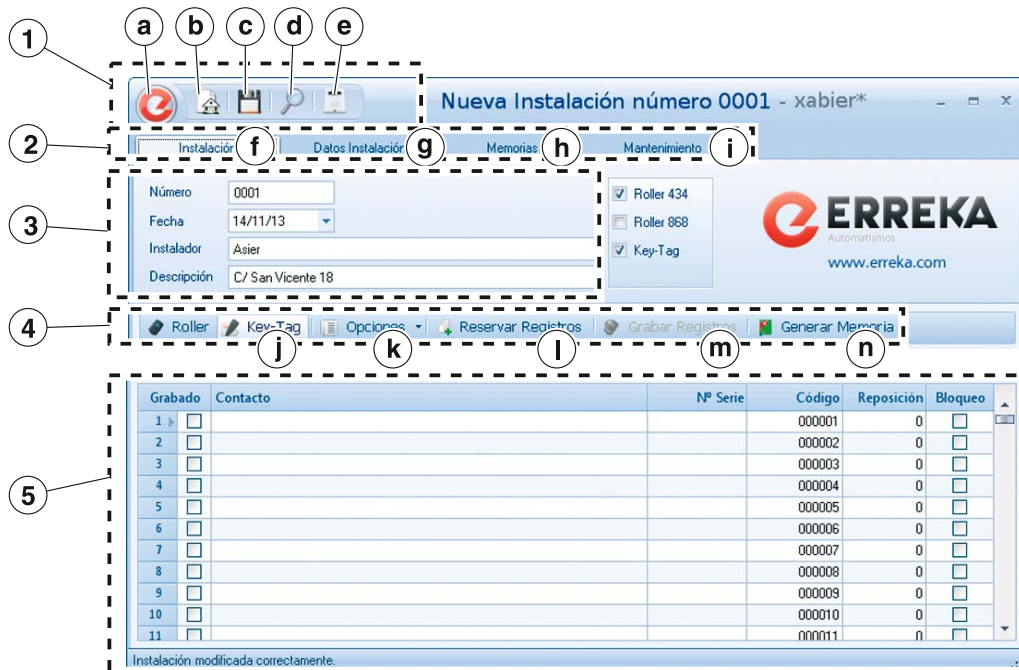 a b c d e
1
Nueva Instalación número 0001 - xabier*
2
Instalación f Datos Instalación g Memorias h Mantenimiento i
3
Número 0001
Fecha 14/11/13
Instalador Asier
Descripción C/ San Vicente 18
Roller 434
Roller 868
Key-Tag
e ERREKA
Automatismos
www.erreka.com
4
Roller Key-Tag Opciones Reservar Registros Grabar Registros Generar Memoria
j k l m n
5
Grabado Contacto Nº Serie Código Reposición Bloqueo
1 000001 0
2 000002 0
3 000003 0
4 000004 0
5 000005 0
6 000006 0
7 000007 0
8 000008 0
9 000009 0
10 000010 0
11 000011 0
Instalación modificada correctamente.